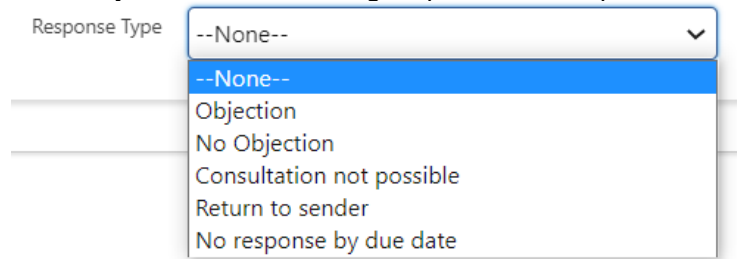 Response Type --None--
--None--
Objection
No Objection
Consultation not possible
Return to sender
No response by due date